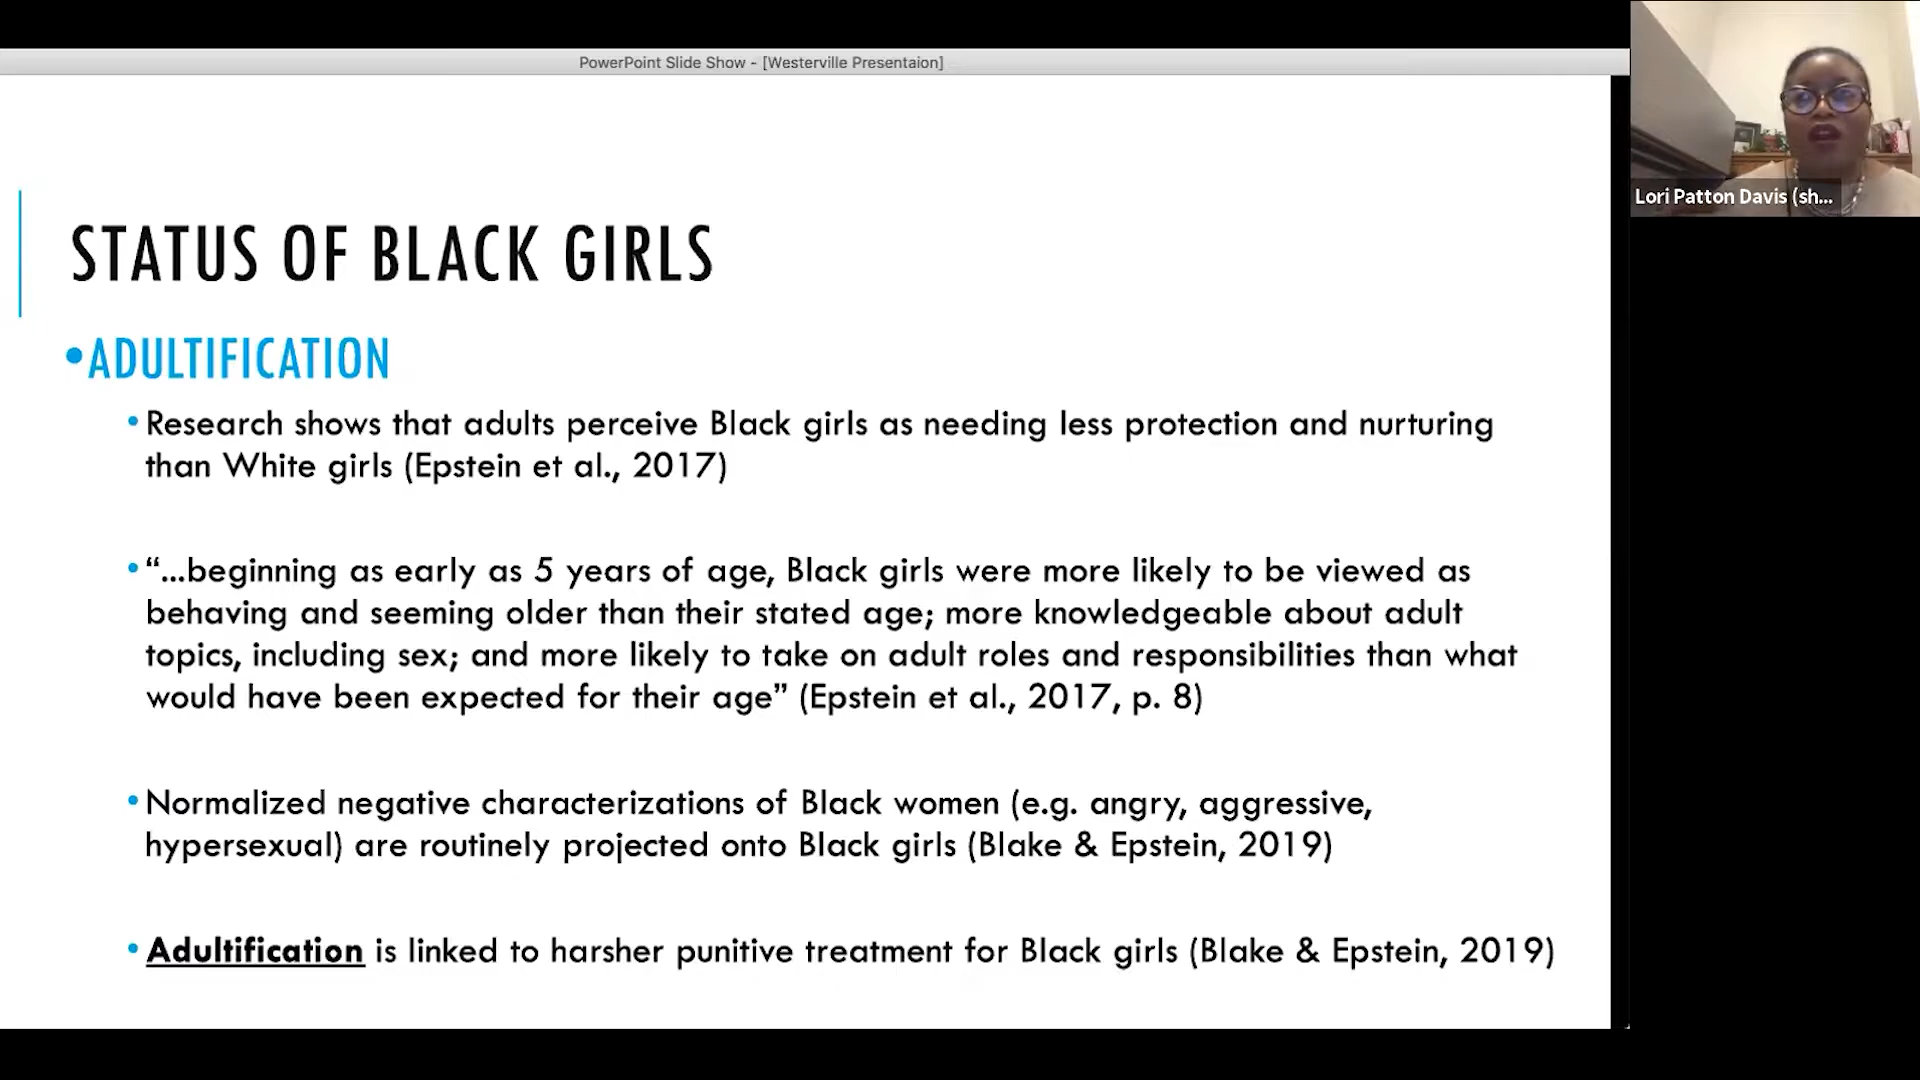 PowerPoint Slide Show - [Westerville Presentaion]
Lori Patton Davis (sh...
STATUS OF BLACK GIRLS
•ADULTIFICATION
•Research shows that adults perceive Black girls as needing less protection and nurturing
than White girls (Epstein et al., 2017)
•“...beginning as early as 5 years of age, Black girls were more likely to be viewed as
behaving and seeming older than their stated age; more knowledgeable about adult
topics, including sex; and more likely to take on adult roles and responsibilities than what
would have been expected for their age” (Epstein et al., 2017, p. 8)
•Normalized negative characterizations of Black women (e.g. angry, aggressive,
hypersexual) are routinely projected onto Black girls (Blake & Epstein, 2019)
•Adultification is linked to harsher punitive treatment for Black girls (Blake & Epstein, 2019)